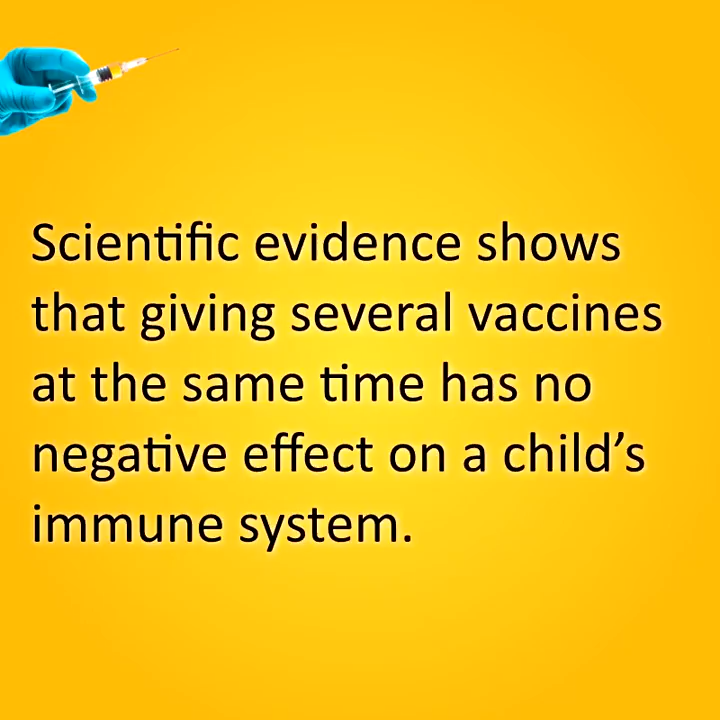 Scientific evidence shows
that giving several vaccines
at the same time has no
negative effect on a child’s
immune system.